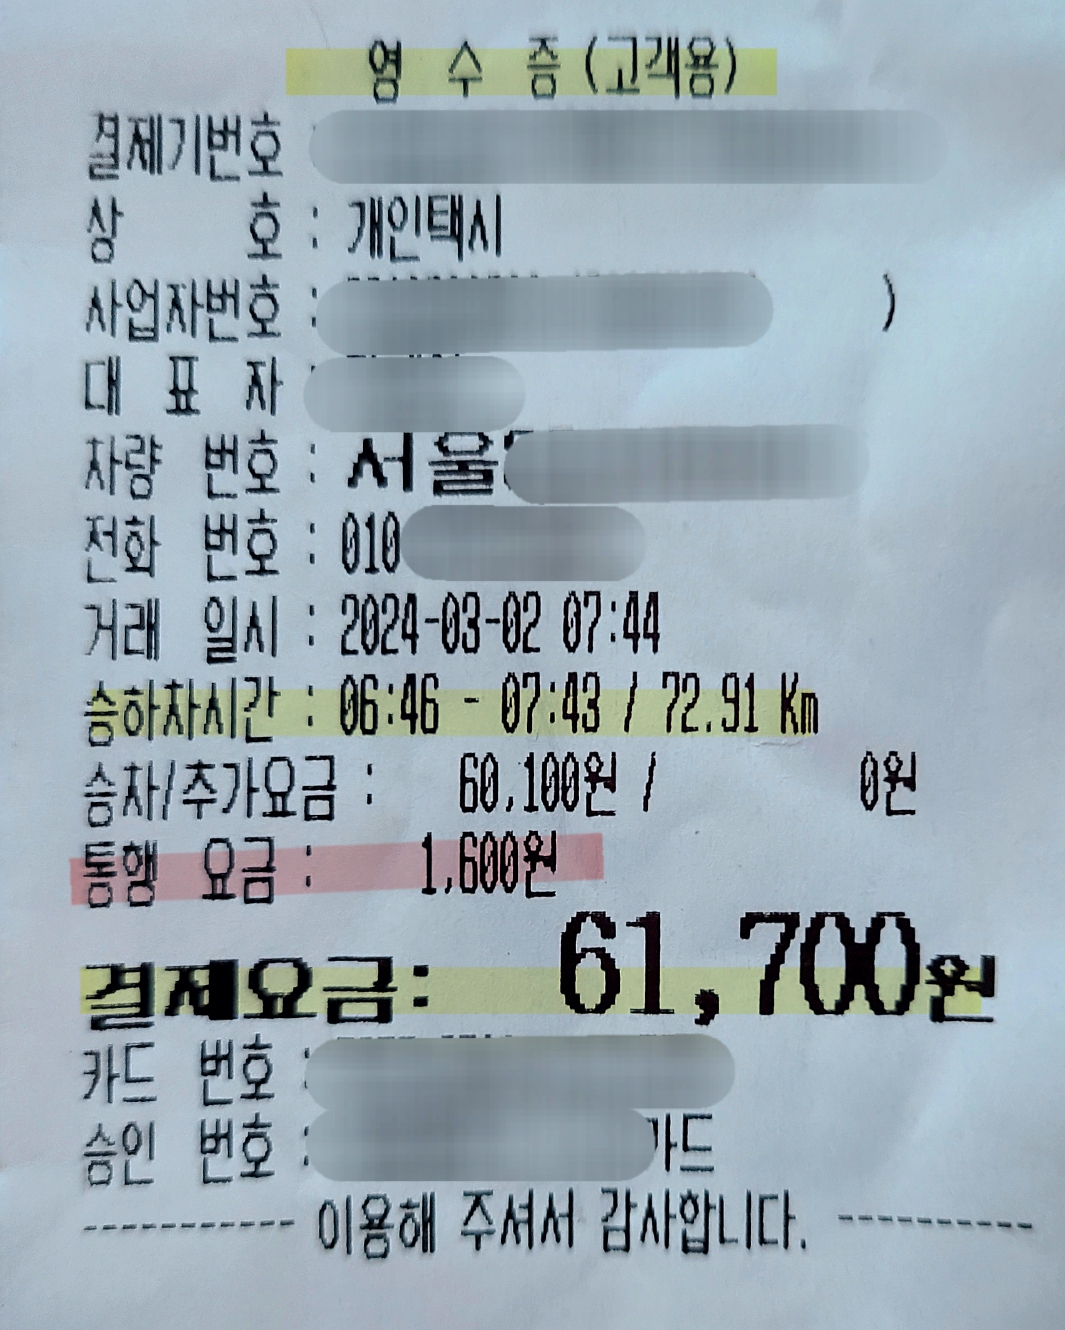 영 수 증 (고객용)
결제기번호
상 호 : 개인택시
사업자번호 : )
대 표 자
차량 번호 : 서울
전화 번호 : 010
거래 일시 : 2024-03-02 07:44
승하차시간 : 06:46 - 07:43 / 72.91 Km
승차/추가요금 : 60,100원 / 0원
통행 요금 : 1,600원
결제요금: 61,700원
카드 번호 :
승인 번호 : 카드
------------ 이용해 주셔서 감사합니다. -----------